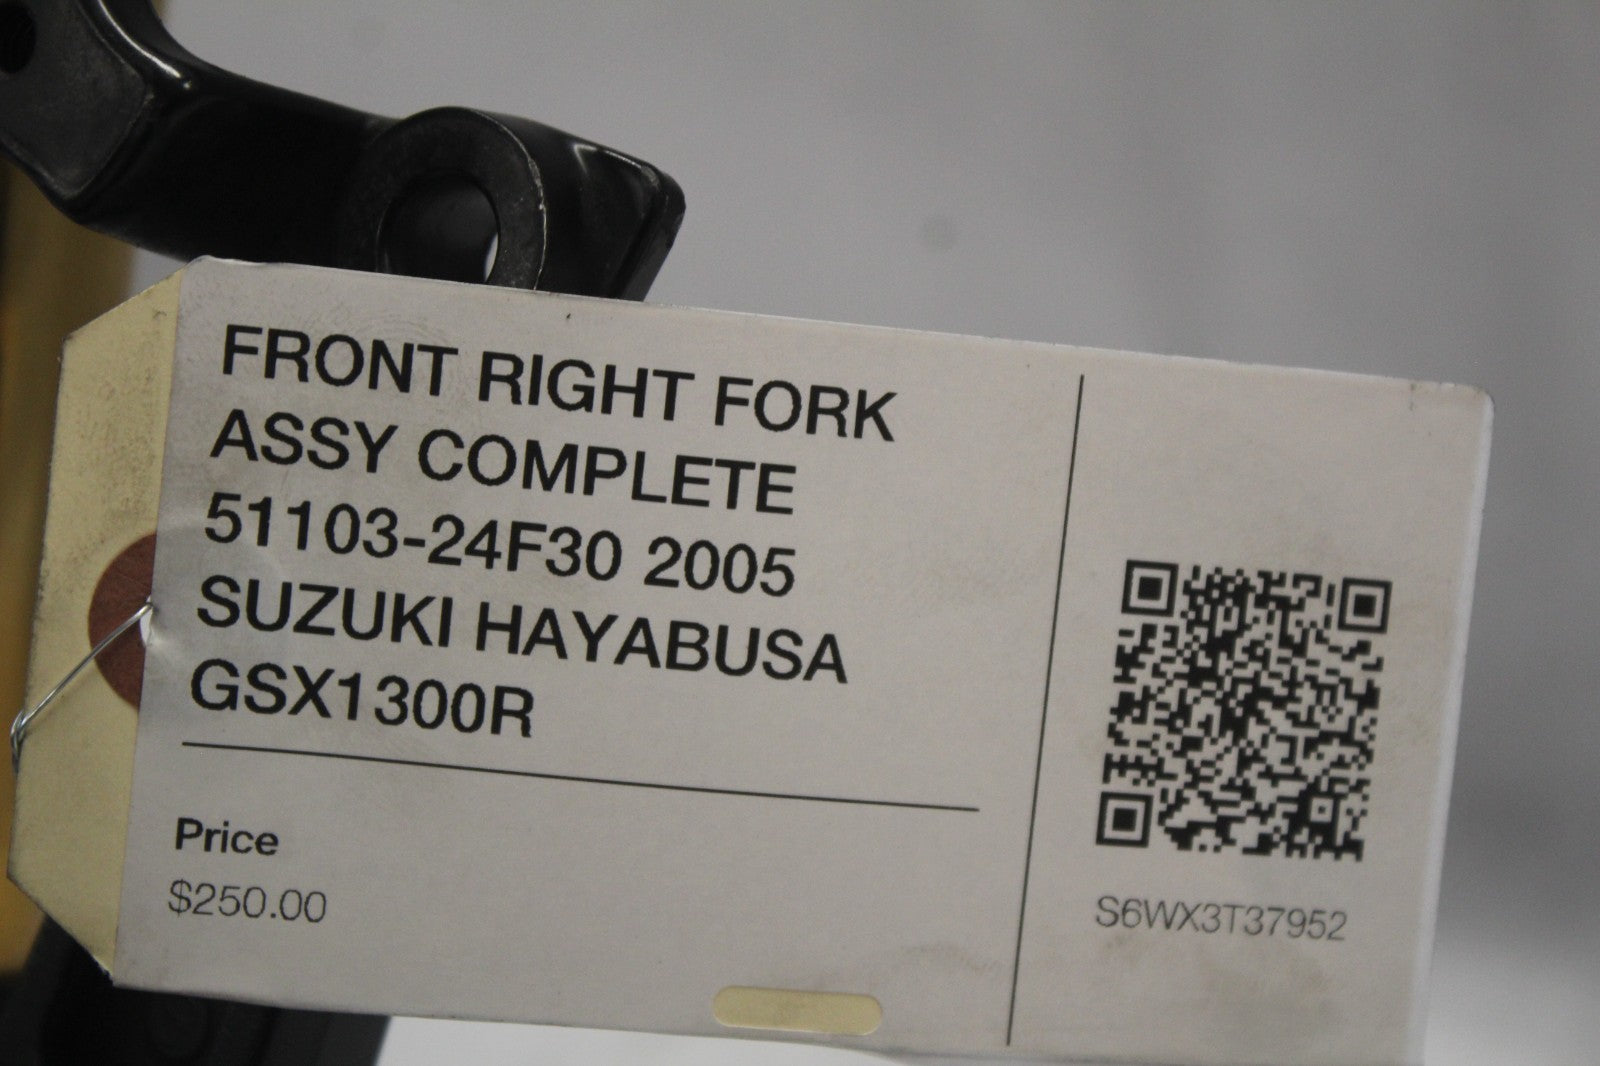 FRONT RIGHT FORK
ASSY COMPLETE
51103-24F30 2005
SUZUKI HAYABUSA
GSX1300R
Price
$250.00
S6WX3T37952